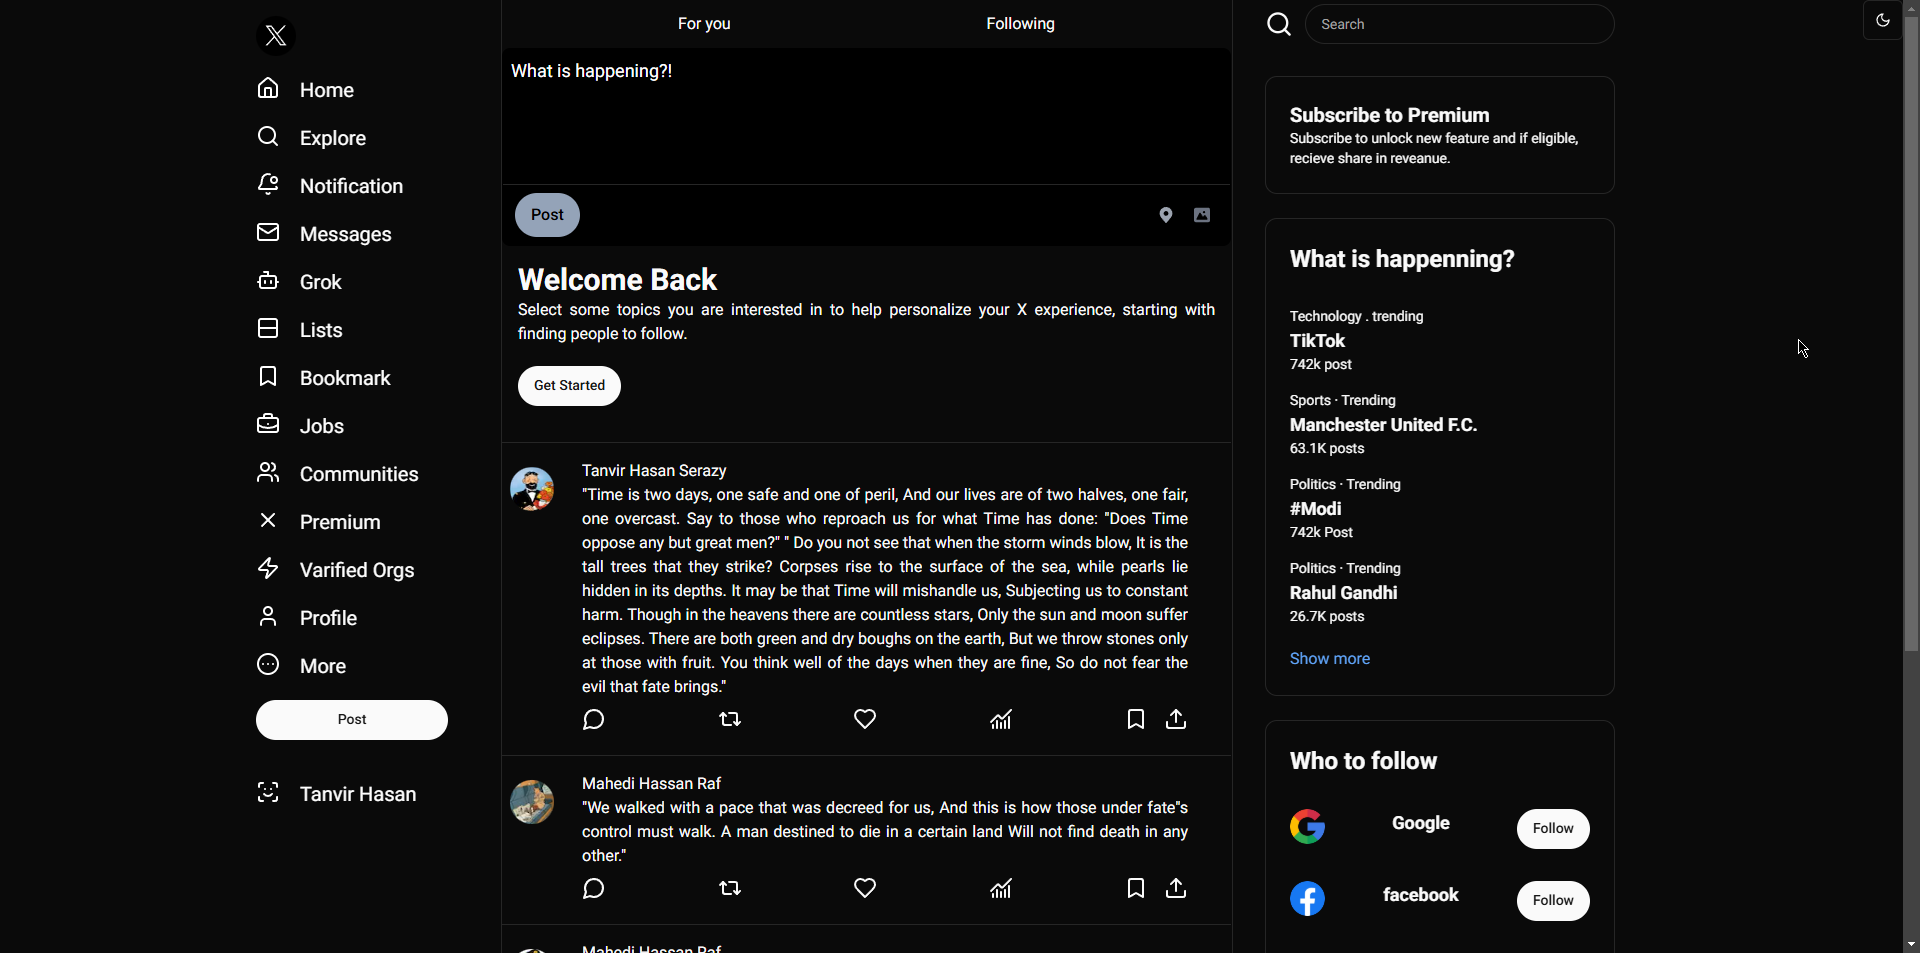 Home
Explore
Notification
Messages
Grok
Lists
Bookmark
Jobs
Communities
Premium
Varified Orgs
Profile
More
Post
Tanvir Hasan
For you
Following
What is happening?!
Post
Welcome Back
Select some topics you are interested in to help personalize your X experience, starting with
finding people to follow.
Get Started
Tanvir Hasan Serazy
"Time is two days, one safe and one of peril, And our lives are of two halves, one fair,
one overcast. Say to those who reproach us for what Time has done: "Does Time
oppose any but great men?" " Do you not see that when the storm winds blow, It is the
tall trees that they strike? Corpses rise to the surface of the sea, while pearls lie
hidden in its depths. It may be that Time will mishandle us, Subjecting us to constant
harm. Though in the heavens there are countless stars, Only the sun and moon suffer
eclipses. There are both green and dry boughs on the earth, But we throw stones only
at those with fruit. You think well of the days when they are fine, So do not fear the
evil that fate brings."
Mahedi Hassan Raf
"We walked with a pace that was decreed for us, And this is how those under fate"s
control must walk. A man destined to die in a certain land Will not find death in any
other."
Mahedi Hassan Raf
Search
Subscribe to Premium
Subscribe to unlock new feature and if eligible,
recieve share in reveanue.
What is happenning?
Technology . trending
TikTok
742k post
Sports · Trending
Manchester United F.C.
63.1K posts
Politics · Trending
#Modi
742k Post
Politics · Trending
Rahul Gandhi
26.7K posts
Show more
Who to follow
Google
Follow
facebook
Follow